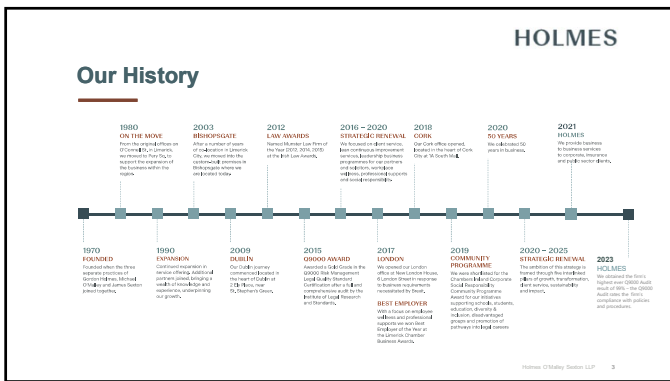 HOLMES
Our History
1980
ON THE MOVE
From the original offices on
O'Connell St, in Limerick,
we moved to Pery Sq, to
support the expansion of
the business within the
region.
2003
BISHOPSGATE
After a number of years
of co-location in Limerick
City, we moved into the
custom-built premises in
Bishopsgate where we
are located today.
2012
LAW AWARDS
Named Munster Law Firm of
the Year (2012, 2014, 2015)
at the Irish Law Awards.
2016 – 2020
STRATEGIC RENEWAL
We focused on client service,
lean continuous improvement
services, leadership business
programmes for our partners
and solicitors, workplace
wellness, professional supports
and social responsibility.
2018
CORK
Our Cork office opened,
located in the heart of Cork
City at 1A South Mall.
2020
50 YEARS
We celebrated 50
years in business.
2021
HOLMES
We provide business
to business services
to corporate, insurance
and public sector clients.
1970
FOUNDED
Founded when the three
separate practices of
Gordon Holmes, Michael
O'Malley and James Sexton
joined together.
1990
EXPANSION
Continued expansion in
service offering. Additional
partners joined, bringing a
wealth of knowledge and
experience, underpinning
our growth.
2009
DUBLIN
Our Dublin journey
commenced located in the
heart of Dublin at
2 Ely Place, near
St. Stephen's Green.
2015
Q9000 AWARD
Awarded a Gold Grade in the
Q9000 Risk Management
Legal Quality Standard
Certification after a full and
comprehensive audit by the
Institute of Legal Research
and Standards.
2017
LONDON
We opened our London
office at New London House,
6 London Street in response
to business requirements
necessitated by Brexit.
BEST EMPLOYER
With a focus on employee
wellness and professional
supports we won Best
Employer of the Year at
the Limerick Chamber
Business Awards.
2019
COMMUNITY
PROGRAMME
We were shortlisted for the
Chambers Ireland Corporate
Social Responsibility
Community Programme
Award for our initiatives
supporting schools, students,
education, diversity &
inclusion, disadvantaged
groups and promotion of
pathways into legal careers
2020 – 2025
STRATEGIC RENEWAL
The ambition of this strategy is
framed through five interlinked
pillars of growth, transformation,
client service, sustainability
and impact.
2023
HOLMES
We obtained the firm's
highest ever Q9000 Audit
result of 99% – the Q9000
Audit rates the firm's
compliance with policies and
procedures.
Holmes O'Malley Sexton LLP 3